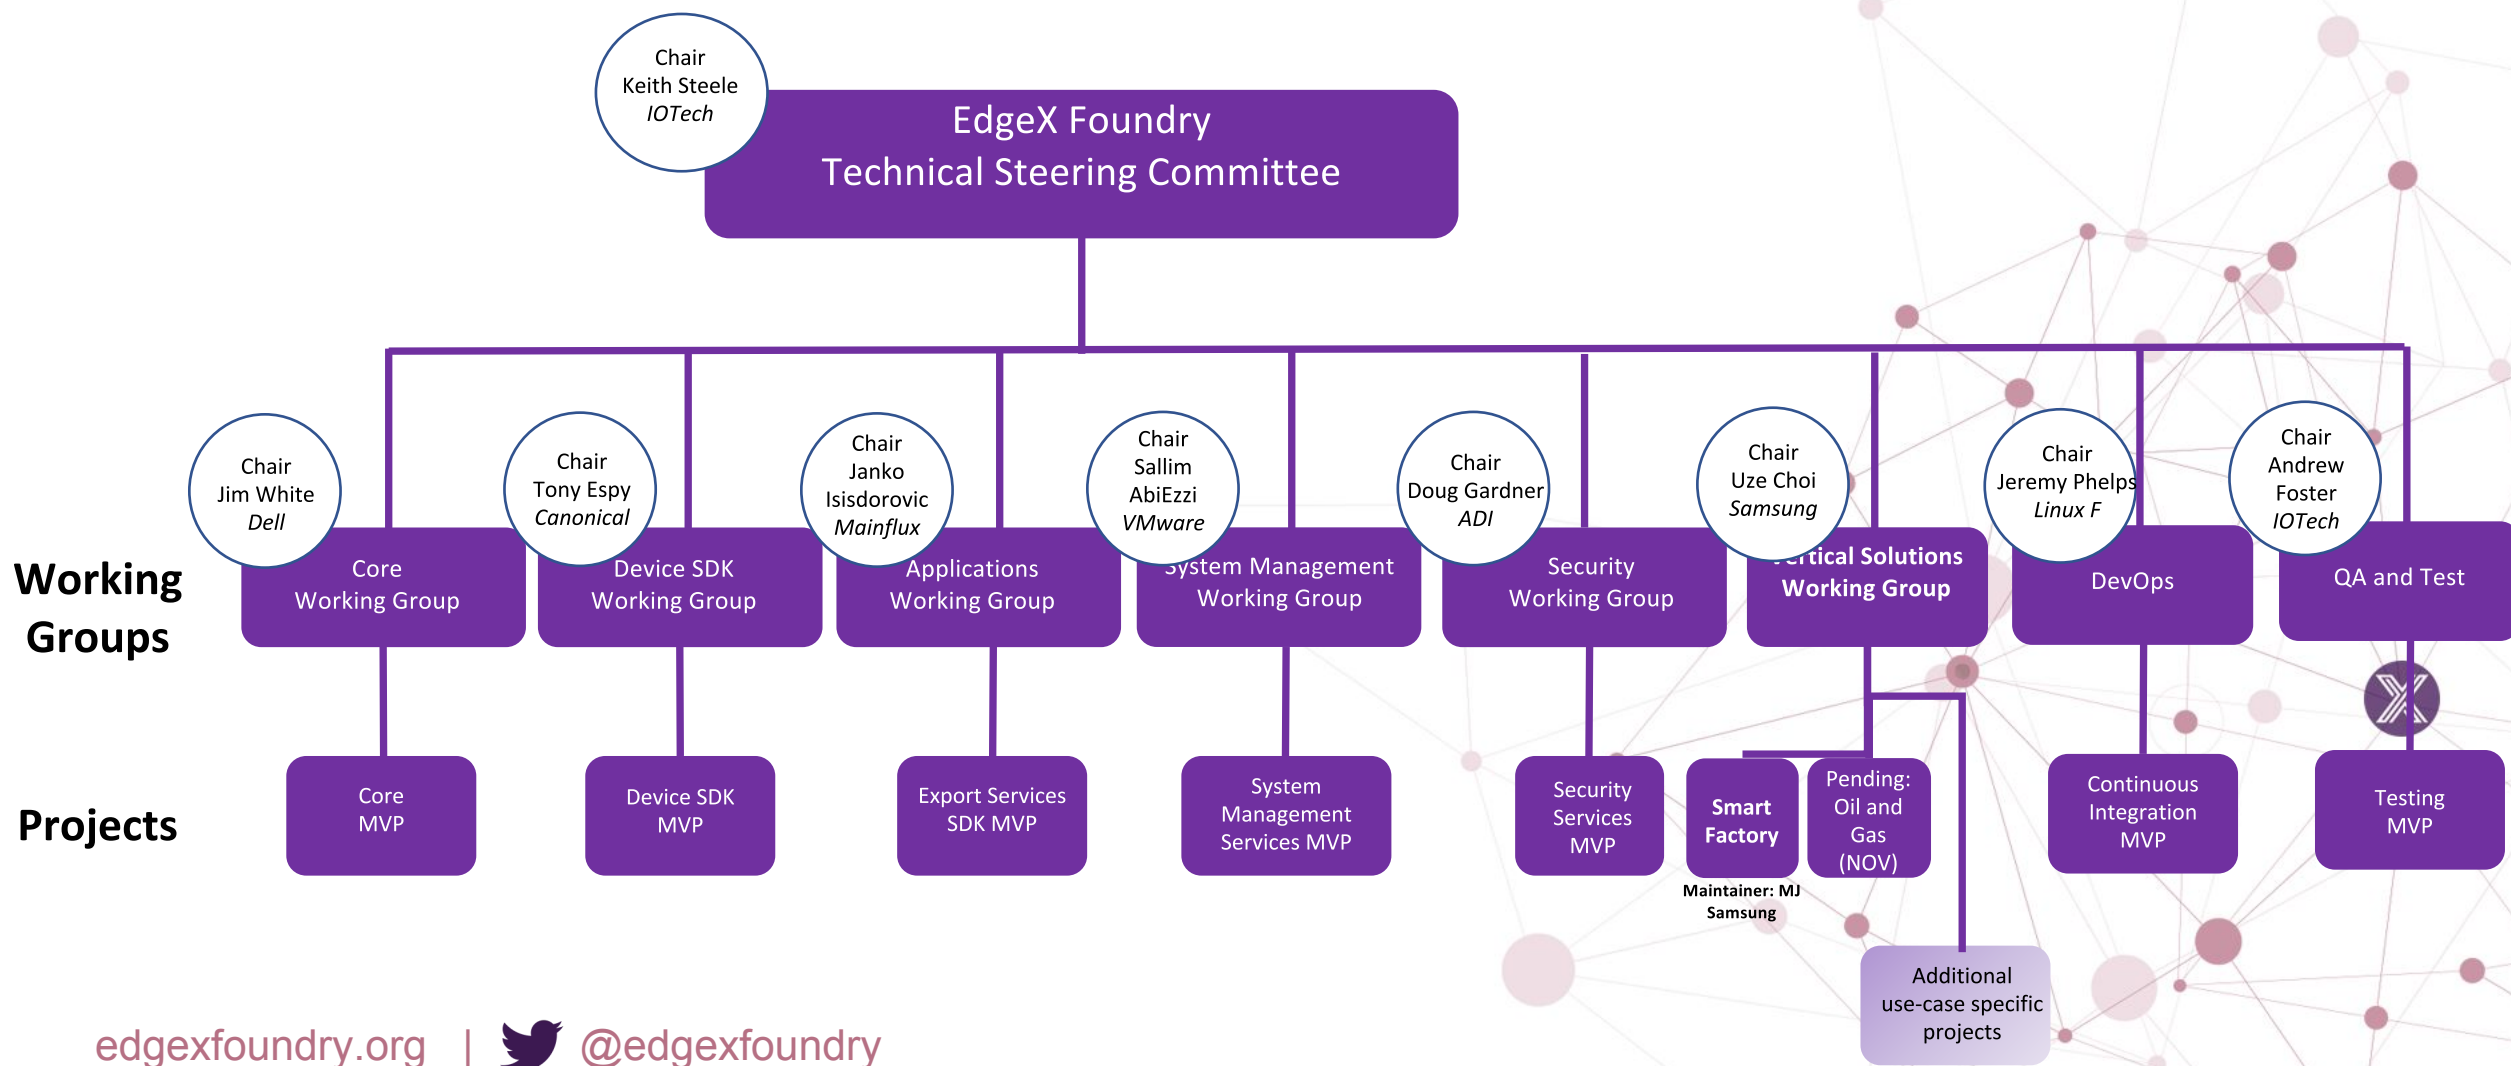 Chair
Keith Steele
IOTech
EdgeX Foundry
Technical Steering Committee
Chair
Jim White
Dell
Chair
Tony Espy
Canonical
Chair
Janko
Isisdorovic
Mainflux
Chair
Sallim
AbiEzzi
VMware
Chair
Doug Gardner
ADI
Chair
Uze Choi
Samsung
Chair
Jeremy Phelps
Linux F
Chair
Andrew
Foster
IOTech
Working
Groups
Core
Working Group
Device SDK
Working Group
Applications
Working Group
System Management
Working Group
Security
Working Group
Vertical Solutions
Working Group
DevOps
QA and Test
Projects
Core
MVP
Device SDK
MVP
Export Services
SDK MVP
System
Management
Services MVP
Security
Services
MVP
Smart
Factory
Maintainer: MJ
Samsung
Pending:
Oil and
Gas
(NOV)
Additional
use-case specific
projects
Continuous
Integration
MVP
Testing
MVP
edgexfoundry.org | @edgexfoundry